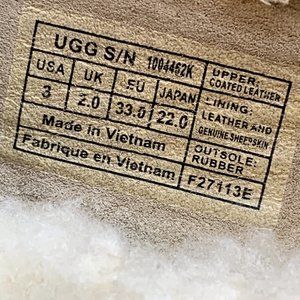 UGG S/N 1004462K
USA UK EU JAPAN
3 2.0 33.0 22.0
Made in Vietnam
Fabrique en Vietnam
UPPER:
COATED LEATHER
LINING:
LEATHER AND
GENUINE SHEEPSKIN
OUTSOLE:
RUBBER
F27113E